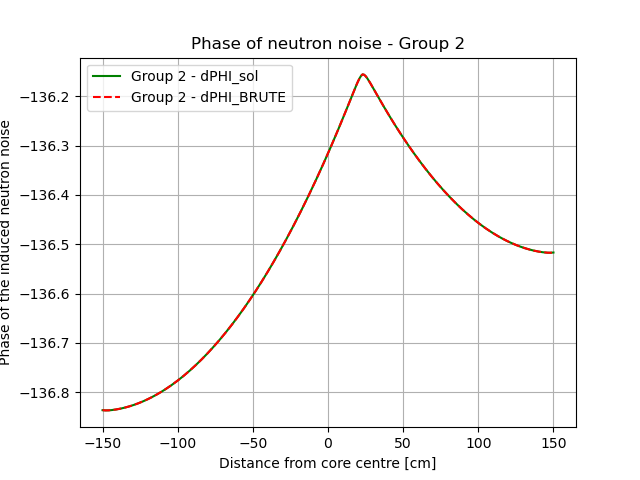 Phase of neutron noise - Group 2
Group 2 - dPHI_sol
Group 2 - dPHI_BRUTE
Phase of the induced neutron noise
−136.2
−136.3
−136.4
−136.5
−136.6
−136.7
−136.8
−150 −100 −50 0 50 100 150
Distance from core centre [cm]